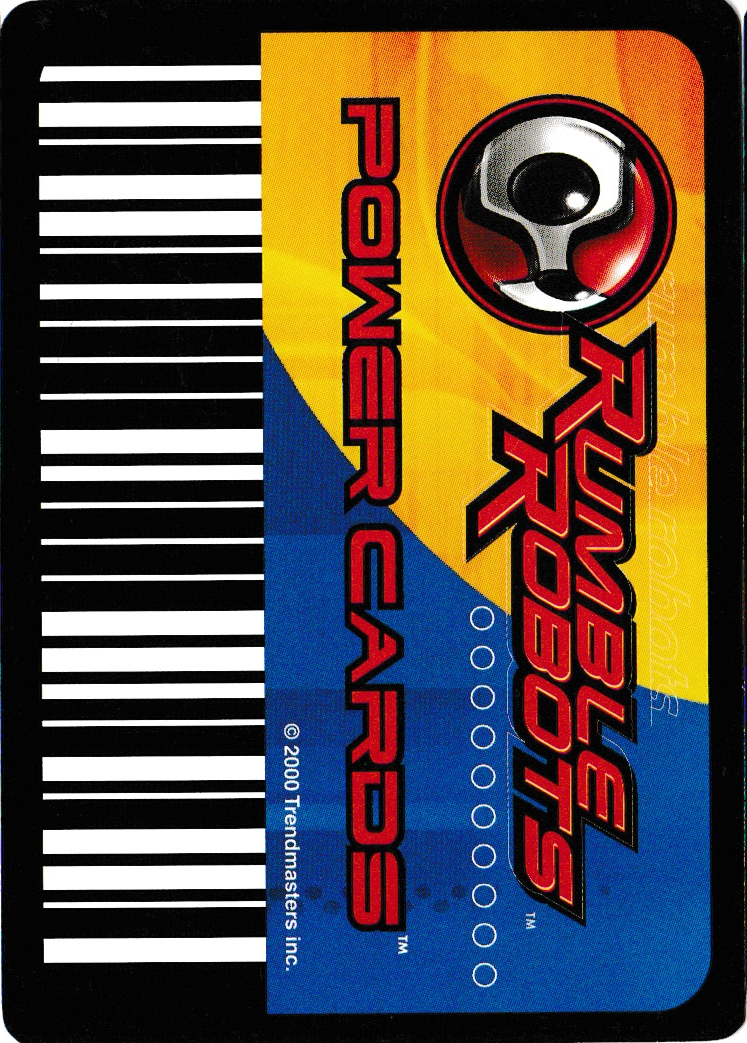 rumble robots
RUMBLE
ROBOTS™
POWER CARDS™
© 2000 Trendmasters inc.